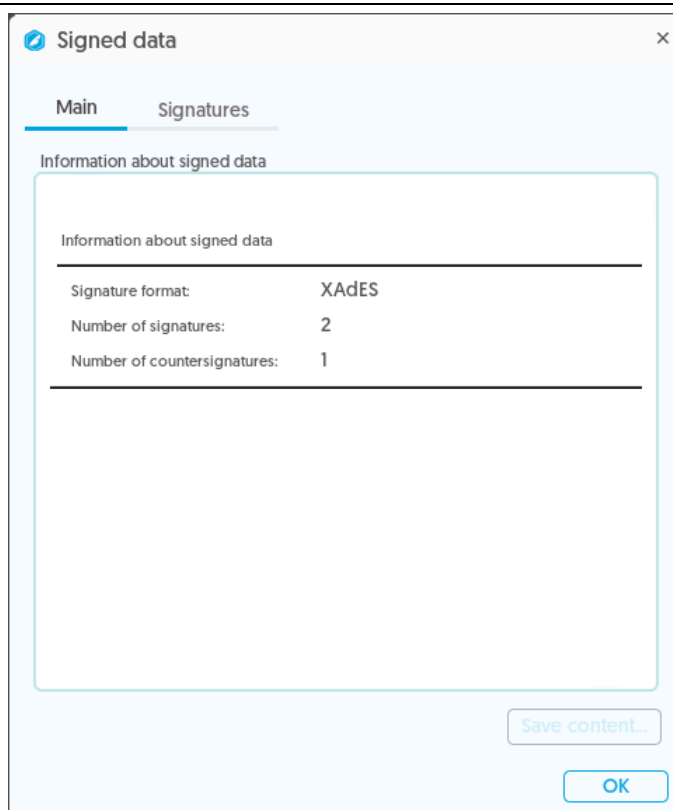 Signed data
Main Signatures
Information about signed data
Information about signed data
Signature format: XAdES
Number of signatures: 2
Number of countersignatures: 1
Save content...
OK